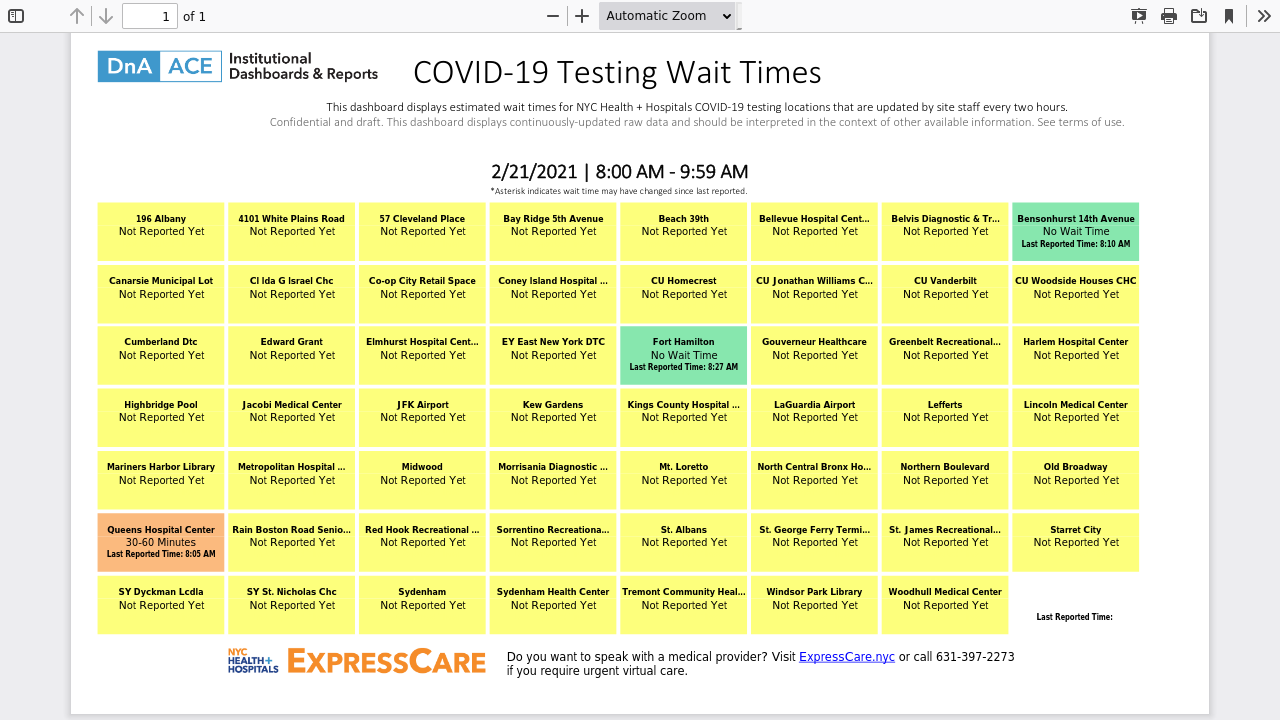 1 of 1 Automatic Zoom
DnA ACE Institutional
Dashboards & Reports
COVID-19 Testing Wait Times
This dashboard displays estimated wait times for NYC Health + Hospitals COVID-19 testing locations that are updated by site staff every two hours.
Confidential and draft. This dashboard displays continuously-updated raw data and should be interpreted in the context of other available information. See terms of use.
2/21/2021 | 8:00 AM - 9:59 AM
*Asterisk indicates wait time may have changed since last reported.
196 Albany
Not Reported Yet
4101 White Plains Road
Not Reported Yet
57 Cleveland Place
Not Reported Yet
Bay Ridge 5th Avenue
Not Reported Yet
Beach 39th
Not Reported Yet
Bellevue Hospital Cent...
Not Reported Yet
Belvis Diagnostic & Tr...
Not Reported Yet
Bensonhurst 14th Avenue
No Wait Time
Last Reported Time: 8:10 AM
Canarsie Municipal Lot
Not Reported Yet
Cl Ida G Israel Chc
Not Reported Yet
Co-op City Retail Space
Not Reported Yet
Coney Island Hospital ...
Not Reported Yet
CU Homecrest
Not Reported Yet
CU Jonathan Williams C...
Not Reported Yet
CU Vanderbilt
Not Reported Yet
CU Woodside Houses CHC
Not Reported Yet
Cumberland Dtc
Not Reported Yet
Edward Grant
Not Reported Yet
Elmhurst Hospital Cent...
Not Reported Yet
EY East New York DTC
Not Reported Yet
Fort Hamilton
No Wait Time
Last Reported Time: 8:27 AM
Gouverneur Healthcare
Not Reported Yet
Greenbelt Recreational...
Not Reported Yet
Harlem Hospital Center
Not Reported Yet
Highbridge Pool
Not Reported Yet
Jacobi Medical Center
Not Reported Yet
JFK Airport
Not Reported Yet
Kew Gardens
Not Reported Yet
Kings County Hospital ...
Not Reported Yet
LaGuardia Airport
Not Reported Yet
Lefferts
Not Reported Yet
Lincoln Medical Center
Not Reported Yet
Mariners Harbor Library
Not Reported Yet
Metropolitan Hospital ...
Not Reported Yet
Midwood
Not Reported Yet
Morrisania Diagnostic ...
Not Reported Yet
Mt. Loretto
Not Reported Yet
North Central Bronx Ho...
Not Reported Yet
Northern Boulevard
Not Reported Yet
Old Broadway
Not Reported Yet
Queens Hospital Center
30-60 Minutes
Last Reported Time: 8:05 AM
Rain Boston Road Senio...
Not Reported Yet
Red Hook Recreational ...
Not Reported Yet
Sorrentino Recreationa...
Not Reported Yet
St. Albans
Not Reported Yet
St. George Ferry Termi...
Not Reported Yet
St. James Recreational...
Not Reported Yet
Starret City
Not Reported Yet
SY Dyckman Lcdla
Not Reported Yet
SY St. Nicholas Chc
Not Reported Yet
Sydenham
Not Reported Yet
Sydenham Health Center
Not Reported Yet
Tremont Community Heal...
Not Reported Yet
Windsor Park Library
Not Reported Yet
Woodhull Medical Center
Not Reported Yet
Last Reported Time:
NYC
HEALTH+
HOSPITALS
EXPRESSCARE
Do you want to speak with a medical provider? Visit ExpressCare.nyc or call 631-397-2273
if you require urgent virtual care.